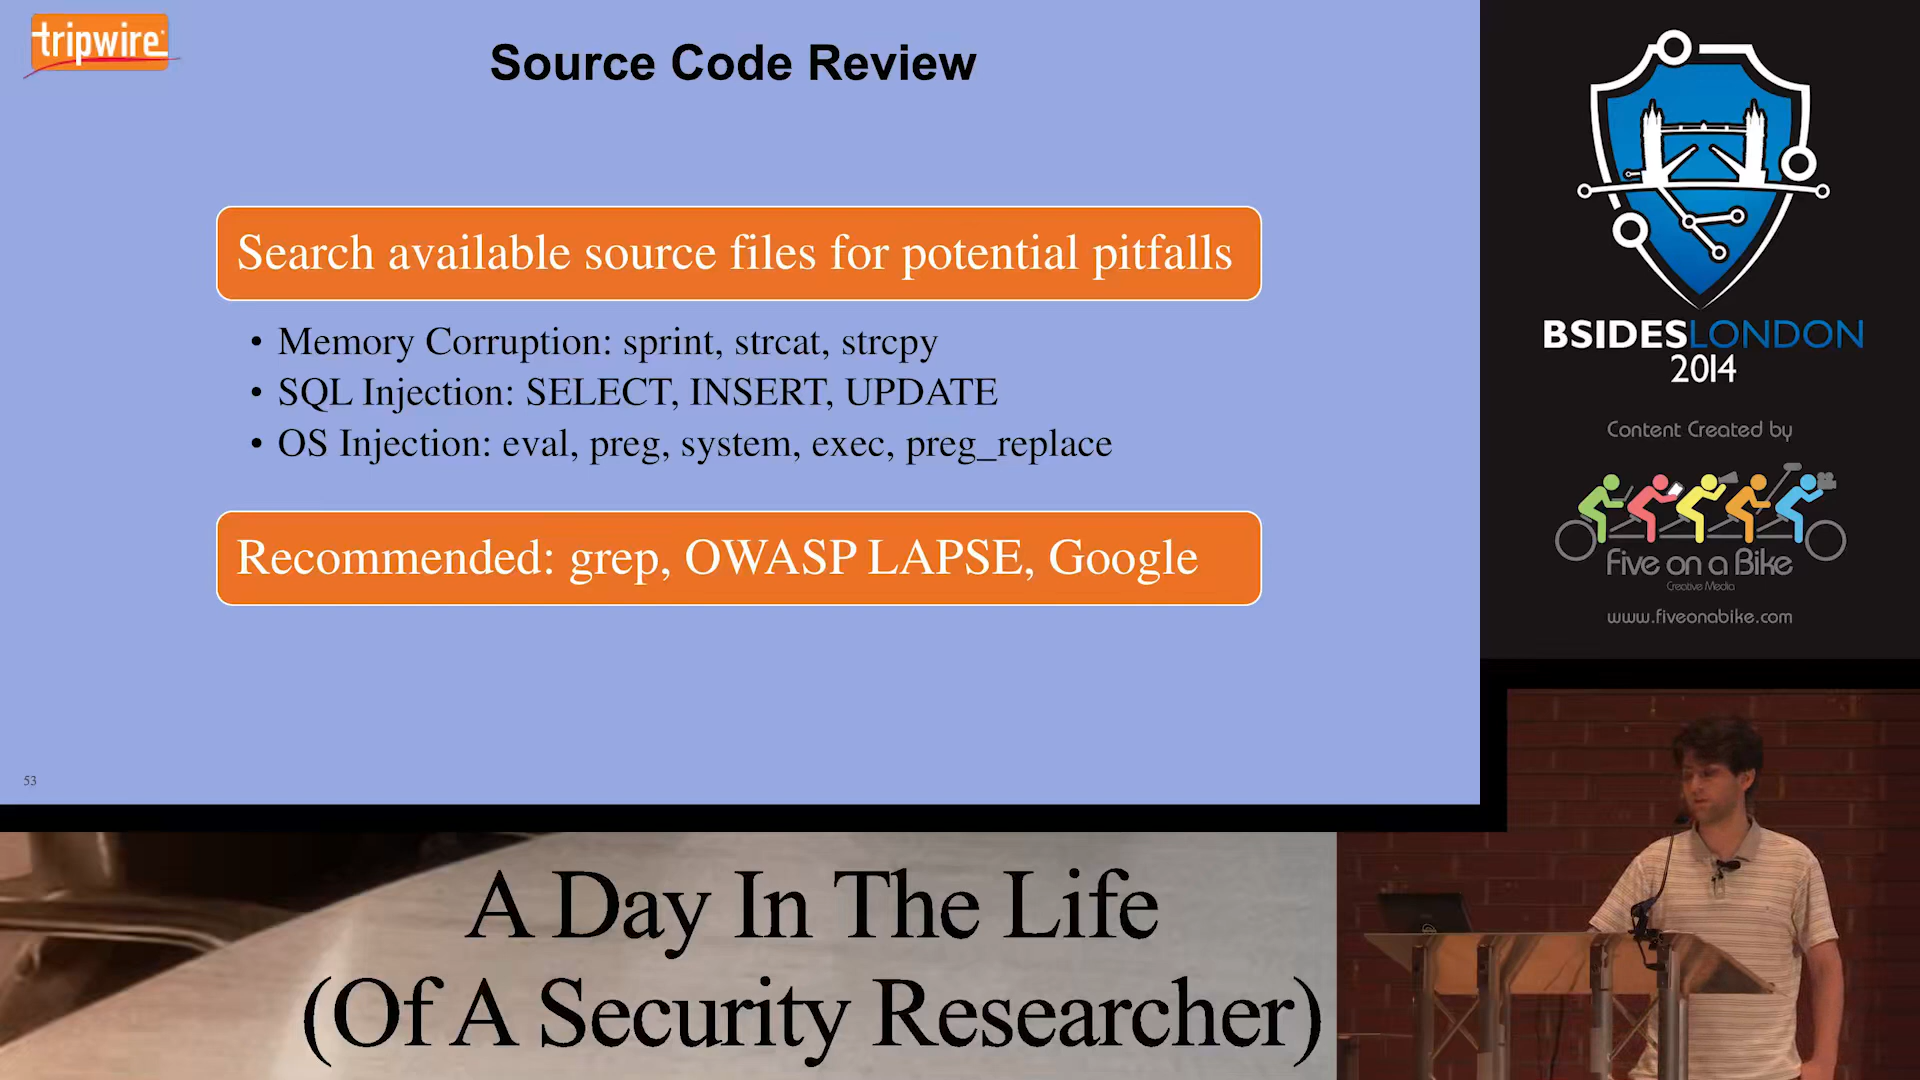 tripwire
Source Code Review
Search available source files for potential pitfalls
• Memory Corruption: sprint, strcat, strcpy
• SQL Injection: SELECT, INSERT, UPDATE
• OS Injection: eval, preg, system, exec, preg_replace
Recommended: grep, OWASP LAPSE, Google
53
BSIDESLONDON
2014
Content Created by
Five on a Bike
Creative Media
www.fiveonabike.com
A Day In The Life
(Of A Security Researcher)